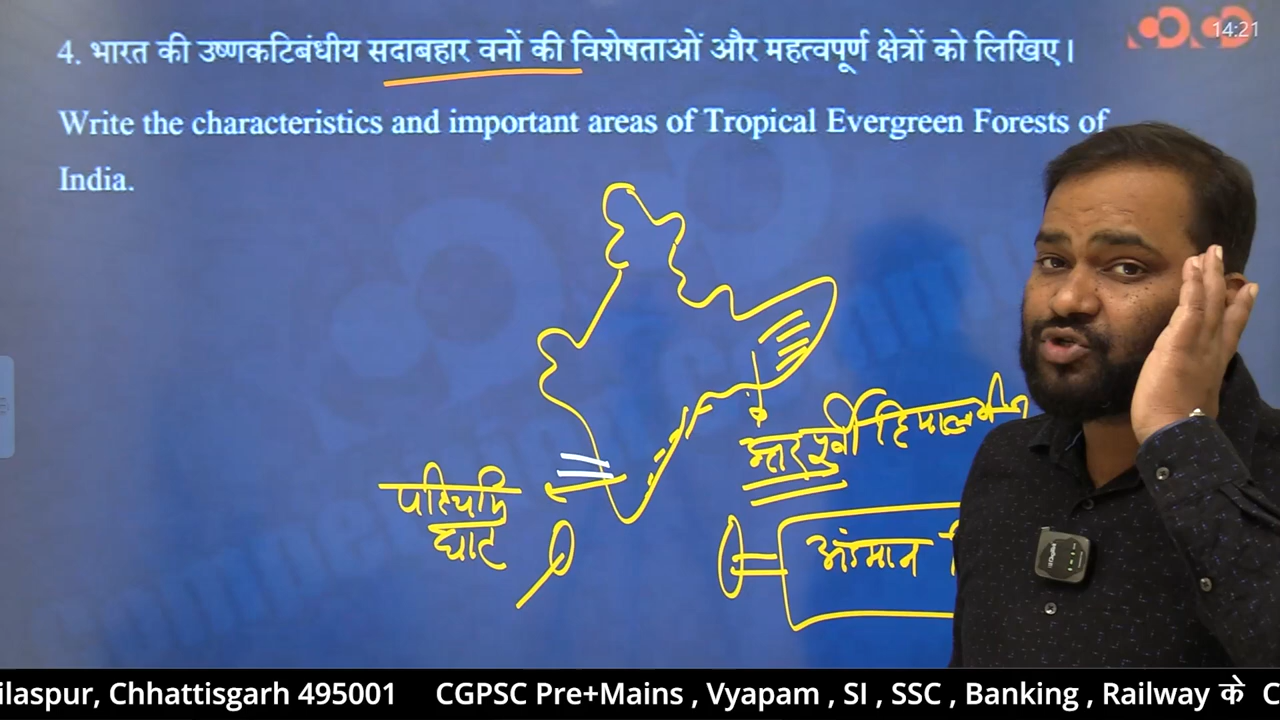 14:21
4. भारत की उष्णकटिबंधीय सदाबहार वनों की विशेषताओं और महत्वपूर्ण क्षेत्रों को लिखिए।
Write the characteristics and important areas of Tropical Evergreen Forests of
India.
पश्चिमी
घाट
उत्तर पूर्वी हिमालयीन
अंडमान
ilaspur, Chhattisgarh 495001 CGPSC Pre+Mains , Vyapam , SI , SSC , Banking , Railway के C